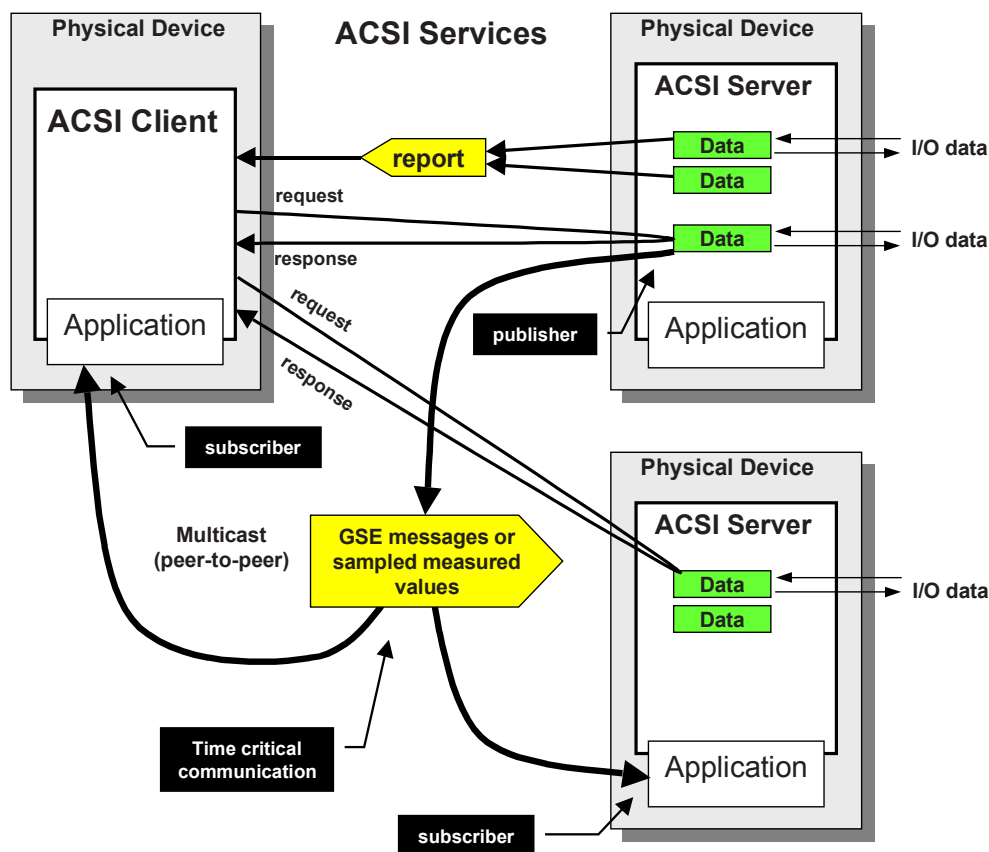 Physical Device
ACSI Services
Physical Device
ACSI Client
ACSI Server
report
Data
I/O data
Data
request
Data
I/O data
response
request
Application
publisher
Application
response
subscriber
Physical Device
Multicast
(peer-to-peer)
GSE messages or
sampled measured
values
ACSI Server
Data
I/O data
Data
Time critical
communication
Application
subscriber